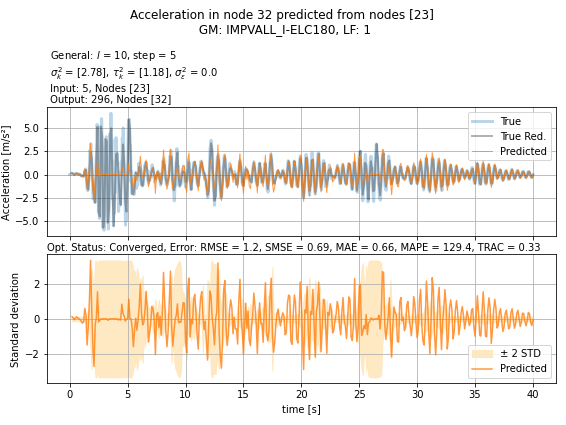 Acceleration in node 32 predicted from nodes [23]
GM: IMPVALL_I-ELC180, LF: 1
General: l = 10, step = 5
σ²ₖ = [2.78], τ²ₖ = [1.18], σ²ε = 0.0
Input: 5, Nodes [23]
Output: 296, Nodes [32]
Acceleration [m/s²]
5.0
2.5
0.0
−2.5
−5.0
True
True Red.
Predicted
Opt. Status: Converged, Error: RMSE = 1.2, SMSE = 0.69, MAE = 0.66, MAPE = 129.4, TRAC = 0.33
Standard deviation
2
0
−2
± 2 STD
Predicted
0 5 10 15 20 25 30 35 40
time [s]